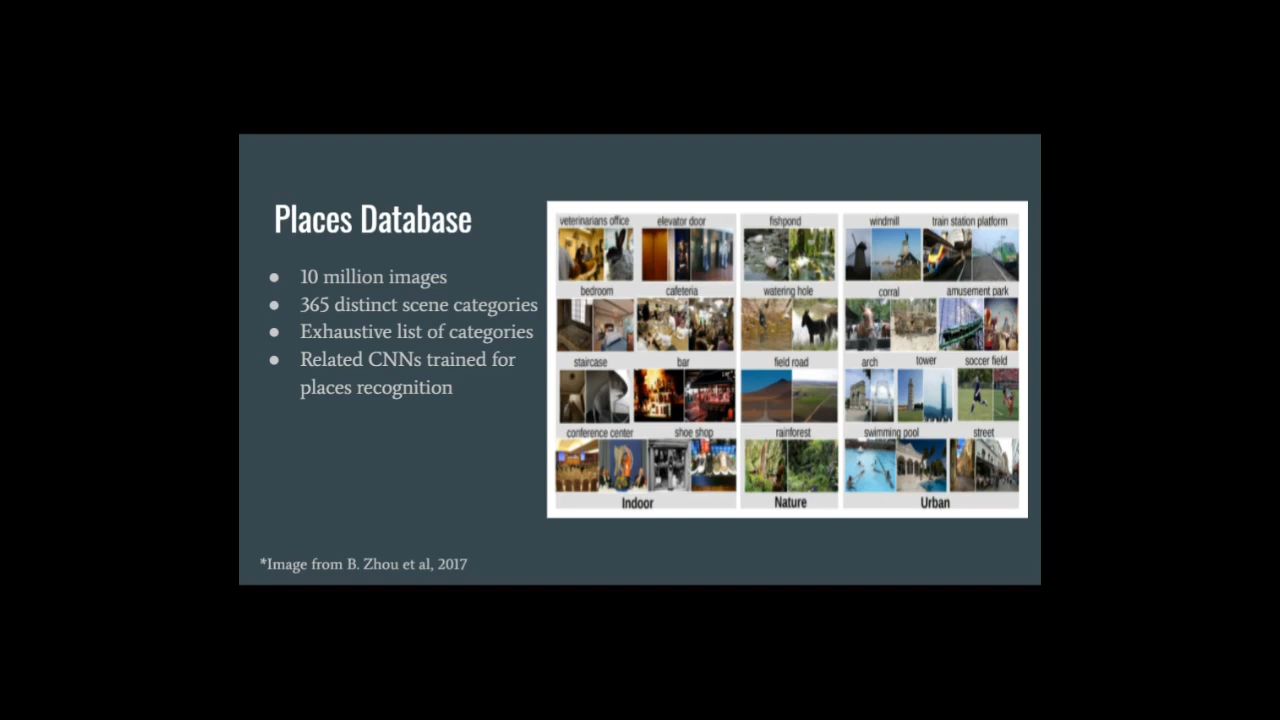 Places Database
● 10 million images
● 365 distinct scene categories
● Exhaustive list of categories
● Related CNNs trained for
places recognition
veterinarians office elevator door fishpond windmill train station platform
bedroom cafeteria watering hole corral amusement park
staircase bar field road arch tower soccer field
conference center shoe shop rainforest swimming pool street
Indoor Nature Urban
*Image from B. Zhou et al, 2017